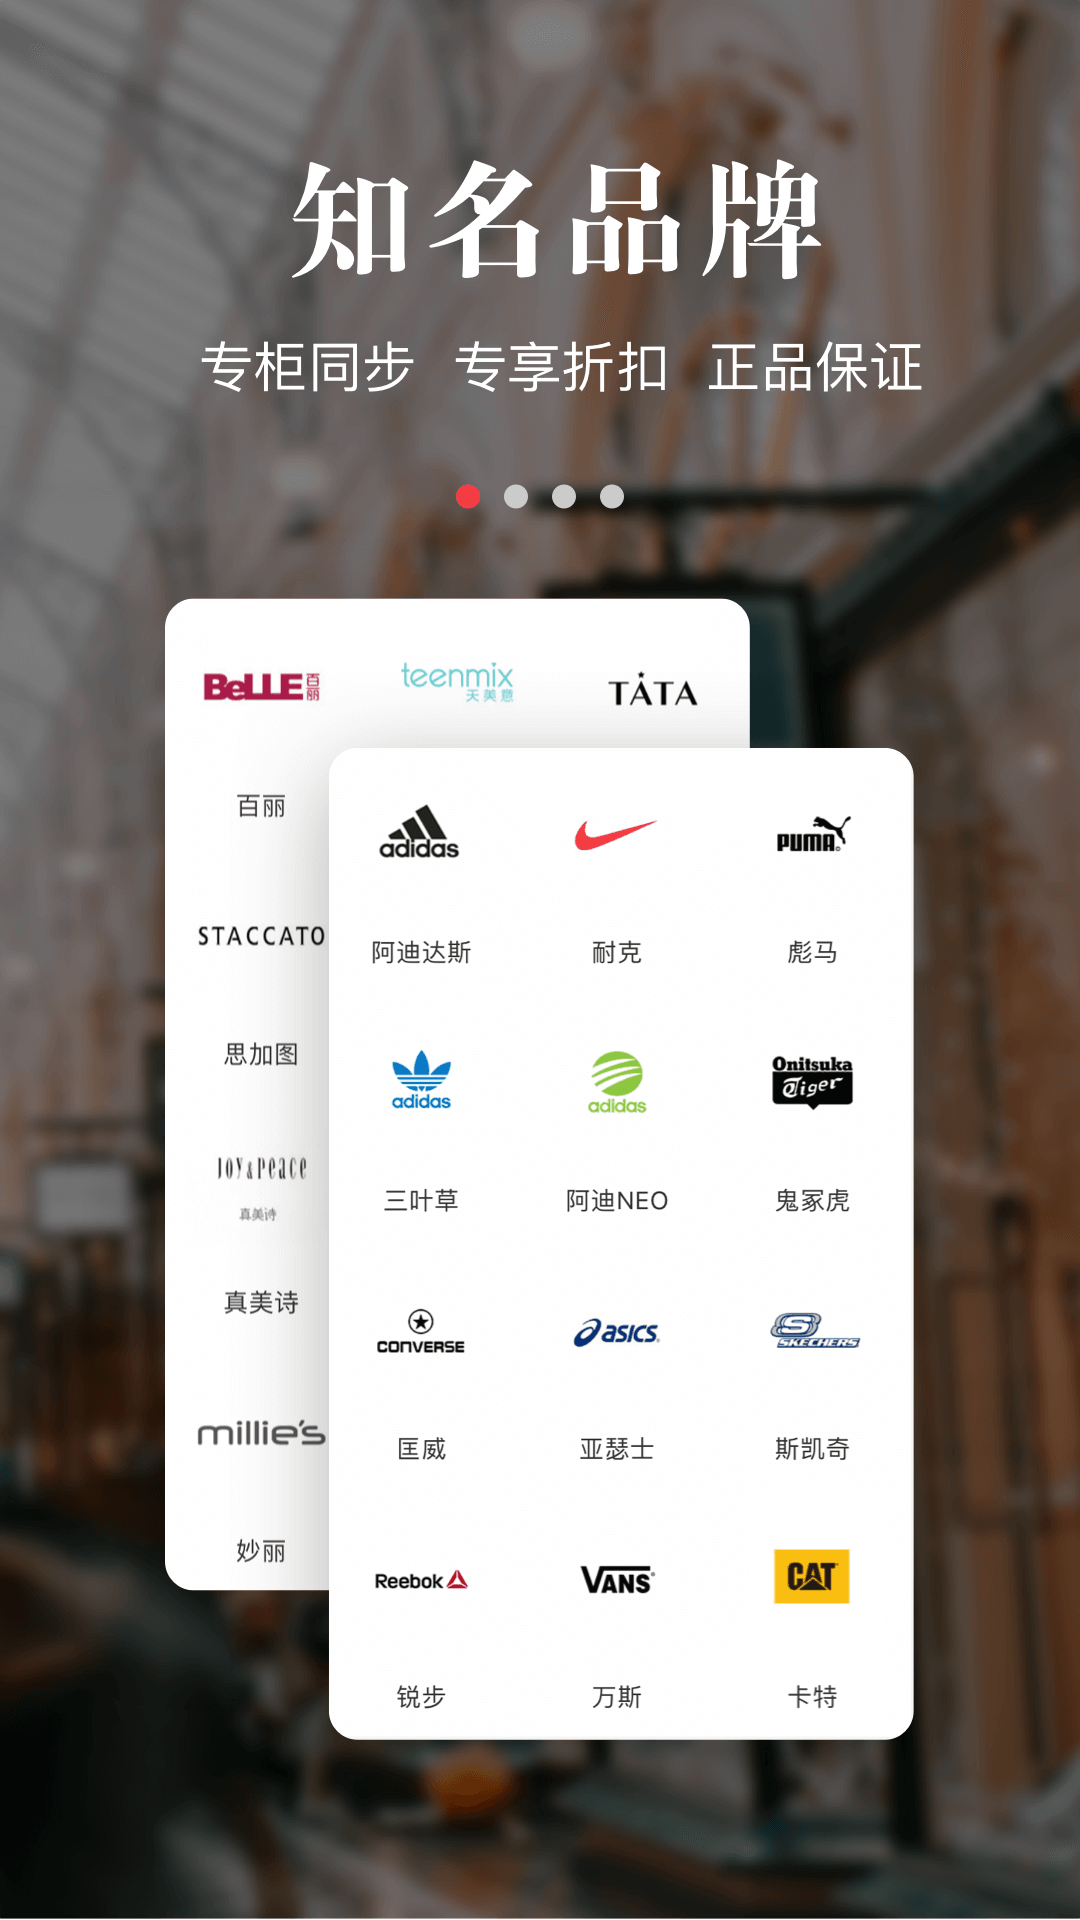 知名品牌
专柜同步 专享折扣 正品保证
BeLLE 百丽
teenmix
天美意
TATA
百丽
STACCATO
思加图
JOY&PEACE
真美诗
真美诗
millie's
妙丽
adidas
PUMA
阿迪达斯 耐克 彪马
adidas
adidas
Onitsuka
Tiger
三叶草 阿迪NEO 鬼冢虎
CONVERSE
asics
S
SKECHERS
匡威 亚瑟士 斯凯奇
Reebok
VANS
CAT
锐步 万斯 卡特